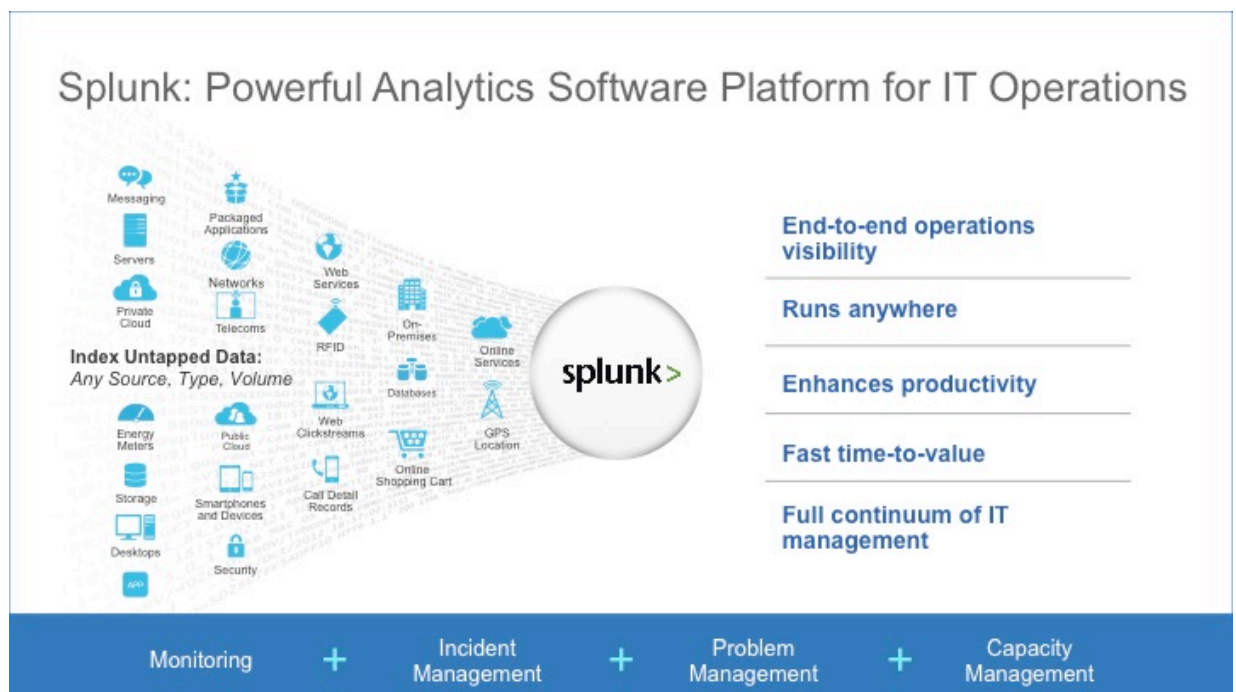 Splunk: Powerful Analytics Software Platform for IT Operations
Messaging
Servers
Private
Cloud
Packaged
Applications
Networks
Telecoms
Web
Services
RFID
On-
Premises
Databases
Online
Services
Index Untapped Data:
Any Source, Type, Volume
Energy
Meters
Storage
Desktops
APP
Public
Cloud
Smartphones
and Devices
Security
Web
Clickstreams
Call Detail
Records
Online
Shopping Cart
GPS
Location
splunk>
End-to-end operations
visibility
Runs anywhere
Enhances productivity
Fast time-to-value
Full continuum of IT
management
Monitoring
+
Incident
Management
+
Problem
Management
+
Capacity
Management